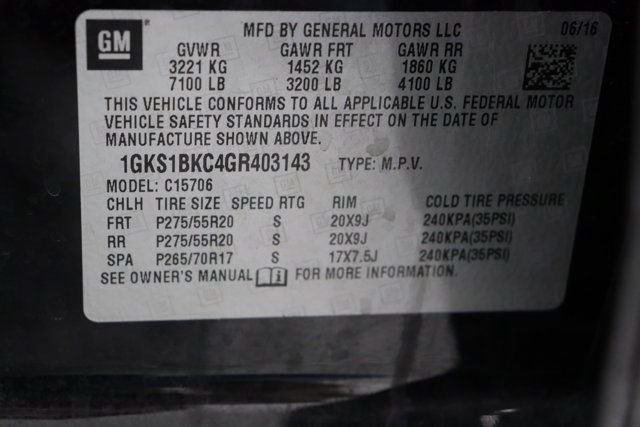 GM MFD BY GENERAL MOTORS LLC 06/16
GVWR GAWR FRT GAWR RR
3221 KG 1452 KG 1860 KG
7100 LB 3200 LB 4100 LB
THIS VEHICLE CONFORMS TO ALL APPLICABLE U.S. FEDERAL MOTOR
VEHICLE SAFETY STANDARDS IN EFFECT ON THE DATE OF
MANUFACTURE SHOWN ABOVE.
1GKS1BKC4GR403143 TYPE: M.P.V.
MODEL: C15706
CHLH TIRE SIZE SPEED RTG RIM COLD TIRE PRESSURE
FRT P275/55R20 S 20X9J 240KPA(35PSI)
RR P275/55R20 S 20X9J 240KPA(35PSI)
SPA P265/70R17 S 17X7.5J 240KPA(35PSI)
SEE OWNER'S MANUAL FOR MORE INFORMATION.